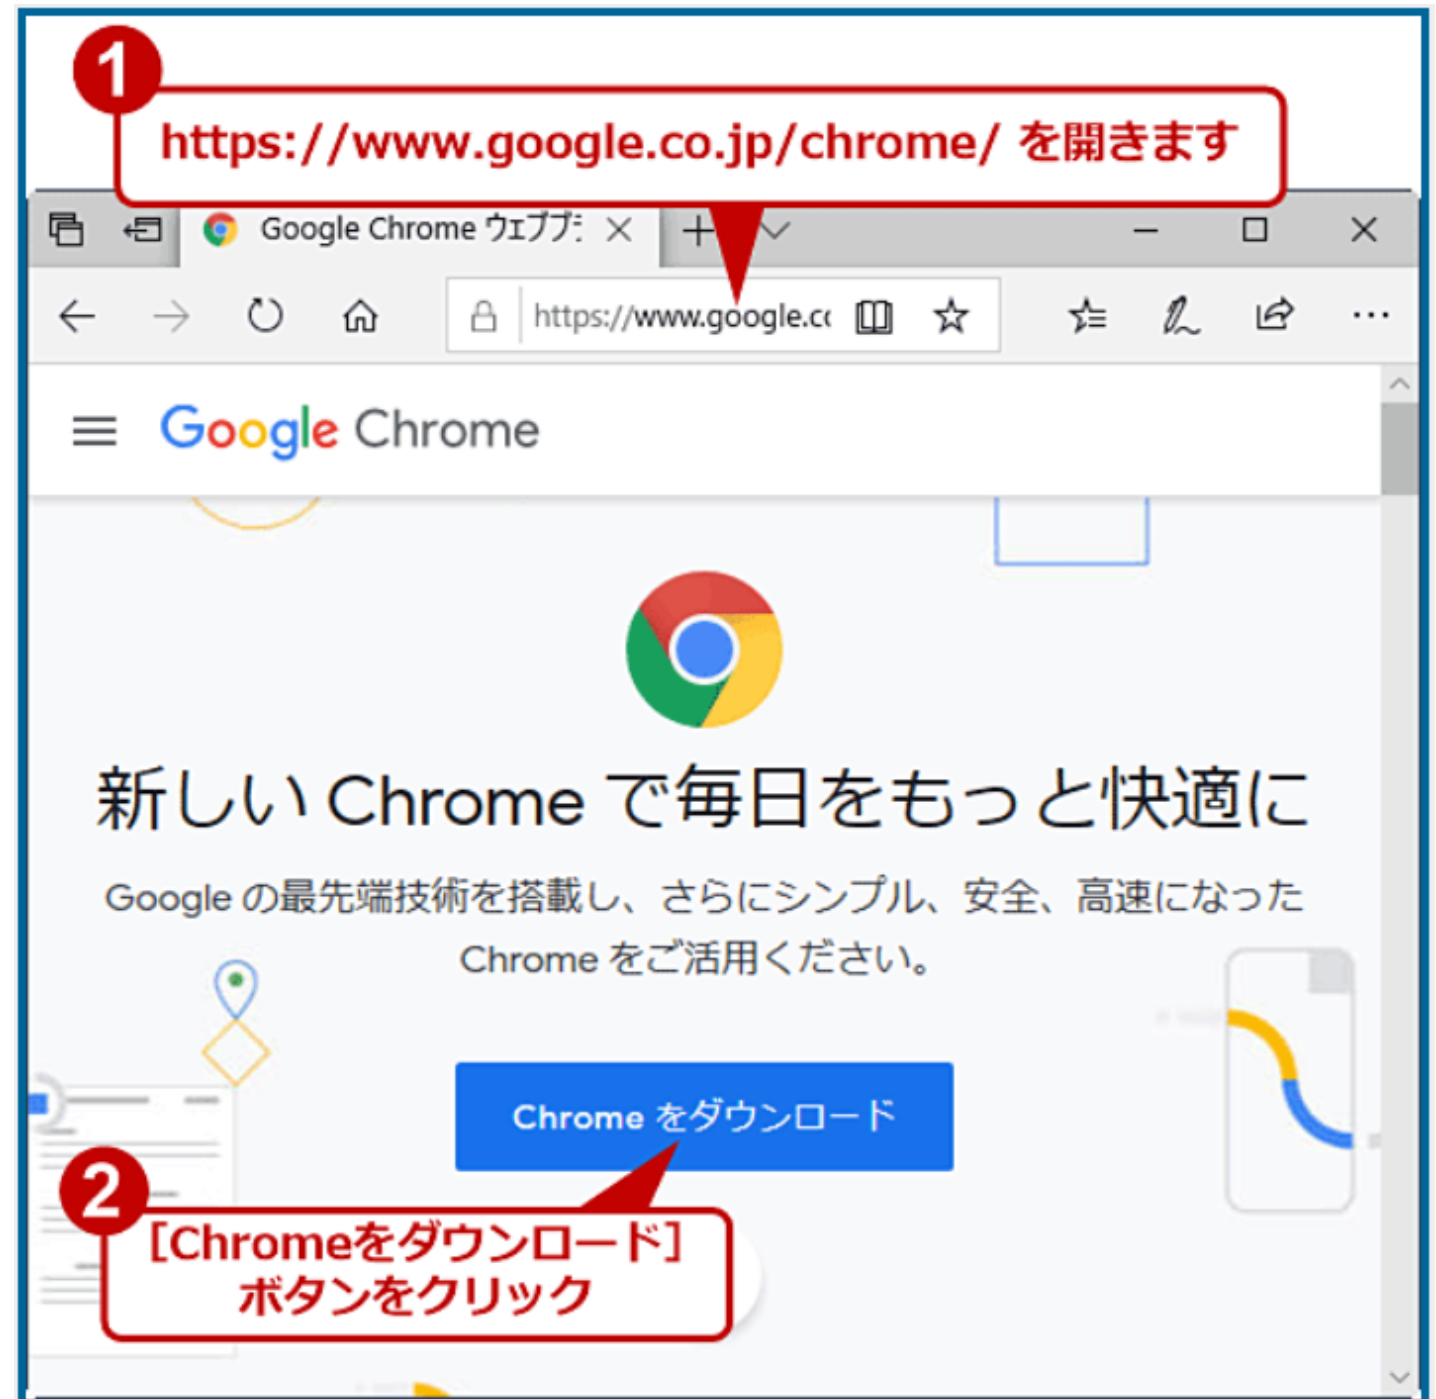 1
https://www.google.co.jp/chrome/ を開きます
Google Chrome ウェブブラ
https://www.google.co
Google Chrome
新しい Chrome で毎日をもっと快適に
Google の最先端技術を搭載し、さらにシンプル、安全、高速になった
Chrome をご活用ください。
Chrome をダウンロード
2
[Chromeをダウンロード]
ボタンをクリック